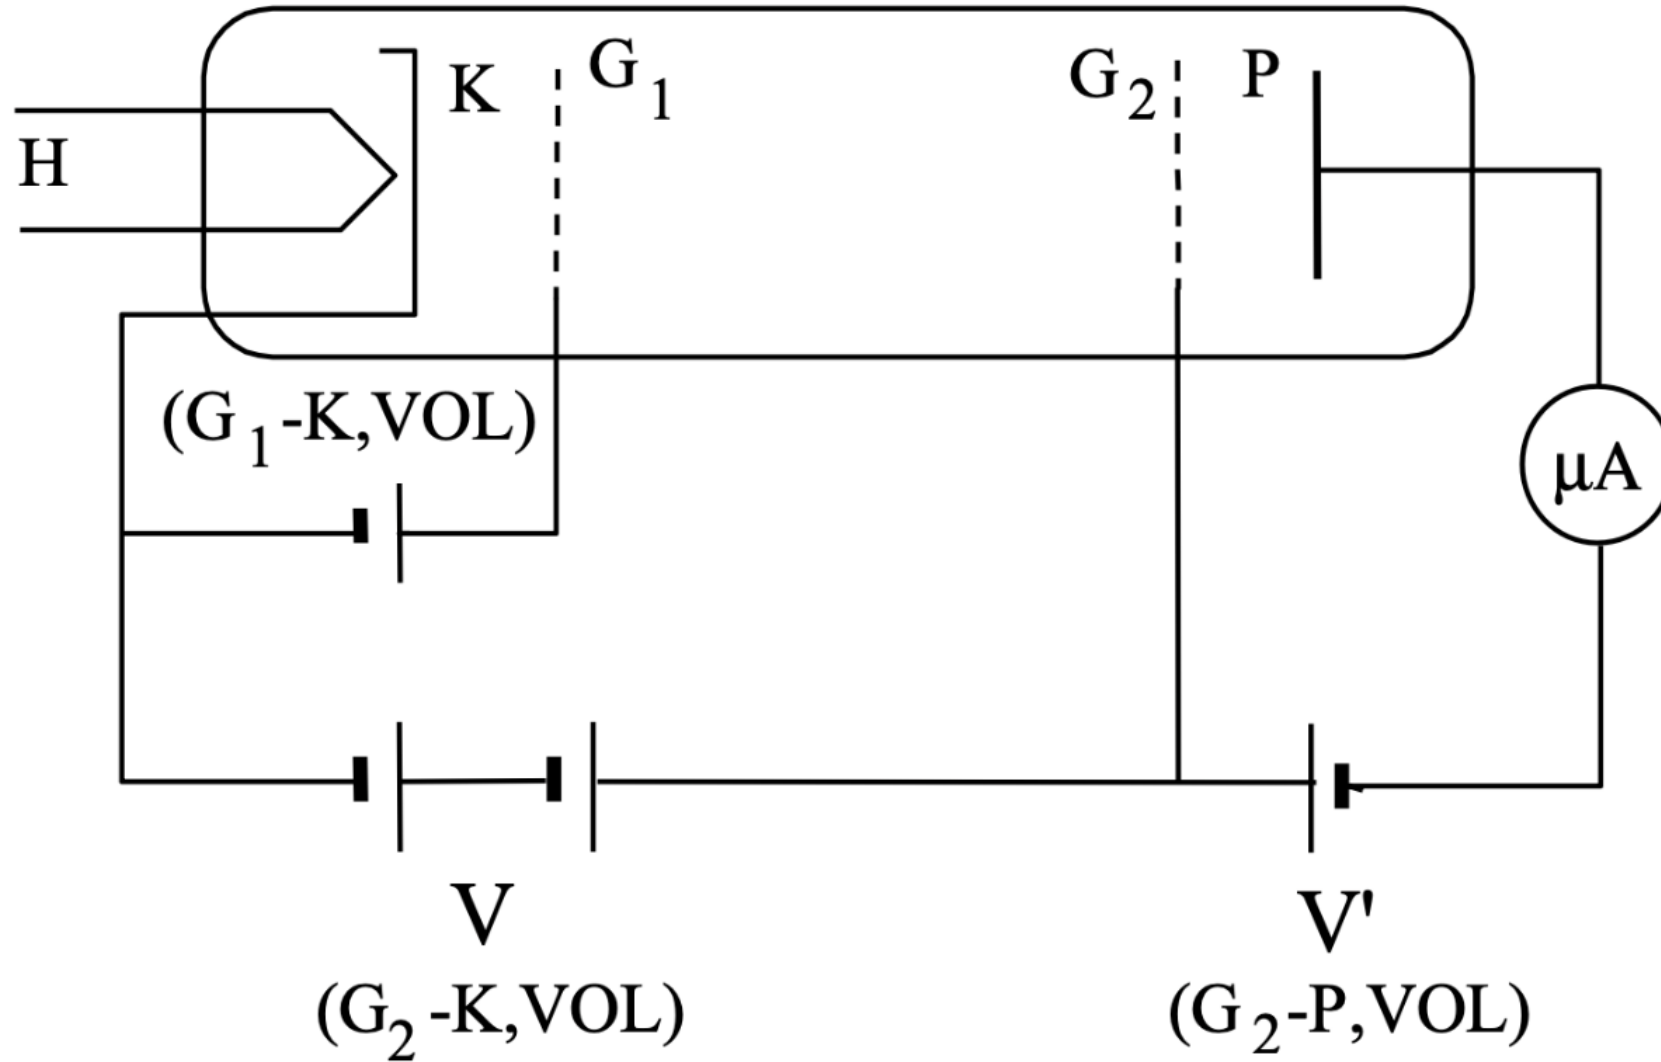 K
G1
G2
P
H
(G1-K,VOL)
μA
V
(G2-K,VOL)
V'
(G2-P,VOL)